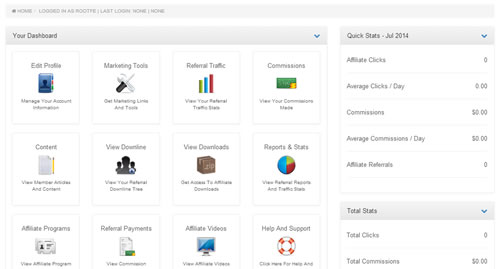 HOME LOGGED IN AS ROOTTE | LAST LOGIN: NONE | NONE
Your Dashboard
Edit Profile
Manage Your Account
Information
Marketing Tools
Get Marketing Links
And Tools
Referral Traffic
View Your Referral
Traffic Stats
Commissions
View Your Commissions
Made
Content
View Member Articles
And Content
View Downline
View Your Referral
Downline Tree
View Downloads
Get Access To Affiliate
Downloads
Reports & Stats
View Referral Reports
And Traffic Stats
Affiliate Programs
View Affiliate Program
Referral Payments
View Commission
Affiliate Videos
View Affiliate Videos
Help And Support
Click Here For Help And
Quick Stats - Jul 2014
Affiliate Clicks 0
Average Clicks / Day 0.00
Commissions $0.00
Average Commissions / Day $0.00
Affiliate Referrals 0
Total Stats
Total Clicks 0
Total Commissions $0.00